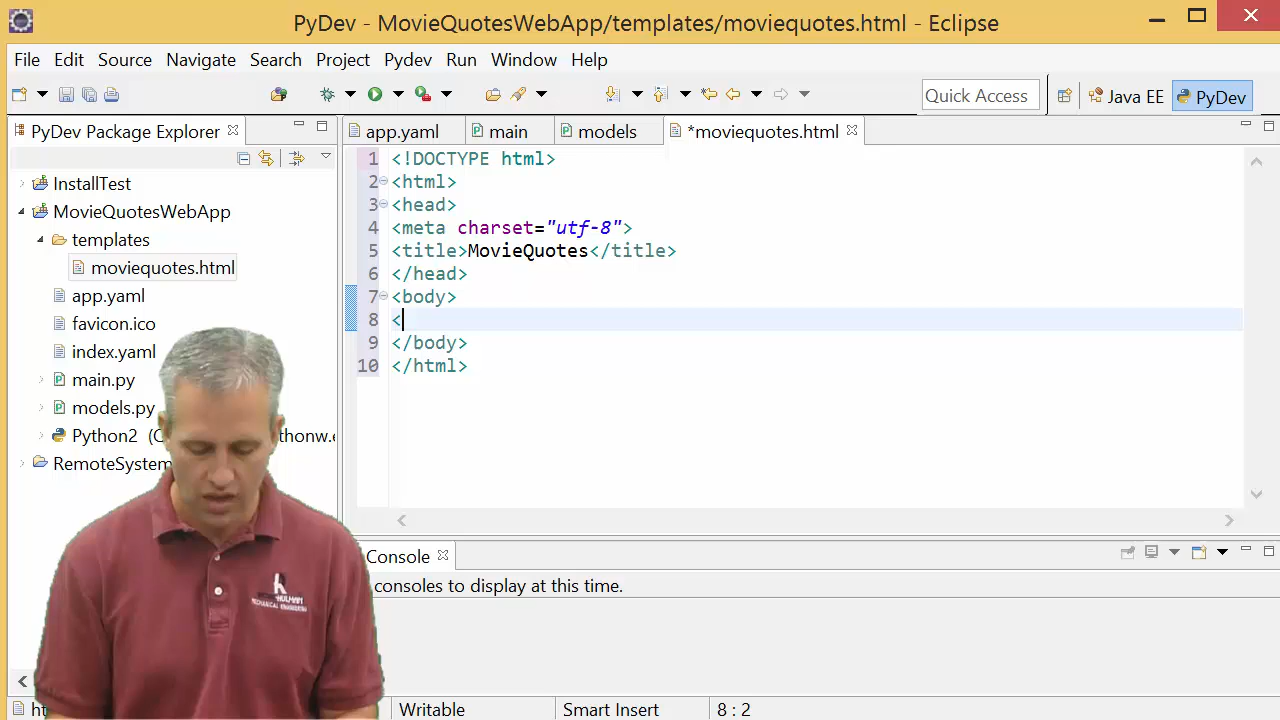 PyDev - MovieQuotesWebApp/templates/moviequotes.html - Eclipse
File Edit Source Navigate Search Project Pydev Run Window Help
Quick Access Java EE PyDev
PyDev Package Explorer
app.yaml main models *moviequotes.html
InstallTest
MovieQuotesWebApp
templates
moviequotes.html
app.yaml
favicon.ico
index.yaml
main.py
models.py
Python2 (C
thonw.e
RemoteSystem
1 <!DOCTYPE html>
2 <html>
3 <head>
4 <meta charset="utf-8">
5 <title>MovieQuotes</title>
6 </head>
7 <body>
8 <
9 </body>
10 </html>
Console
consoles to display at this time.
Writable Smart Insert 8 : 2